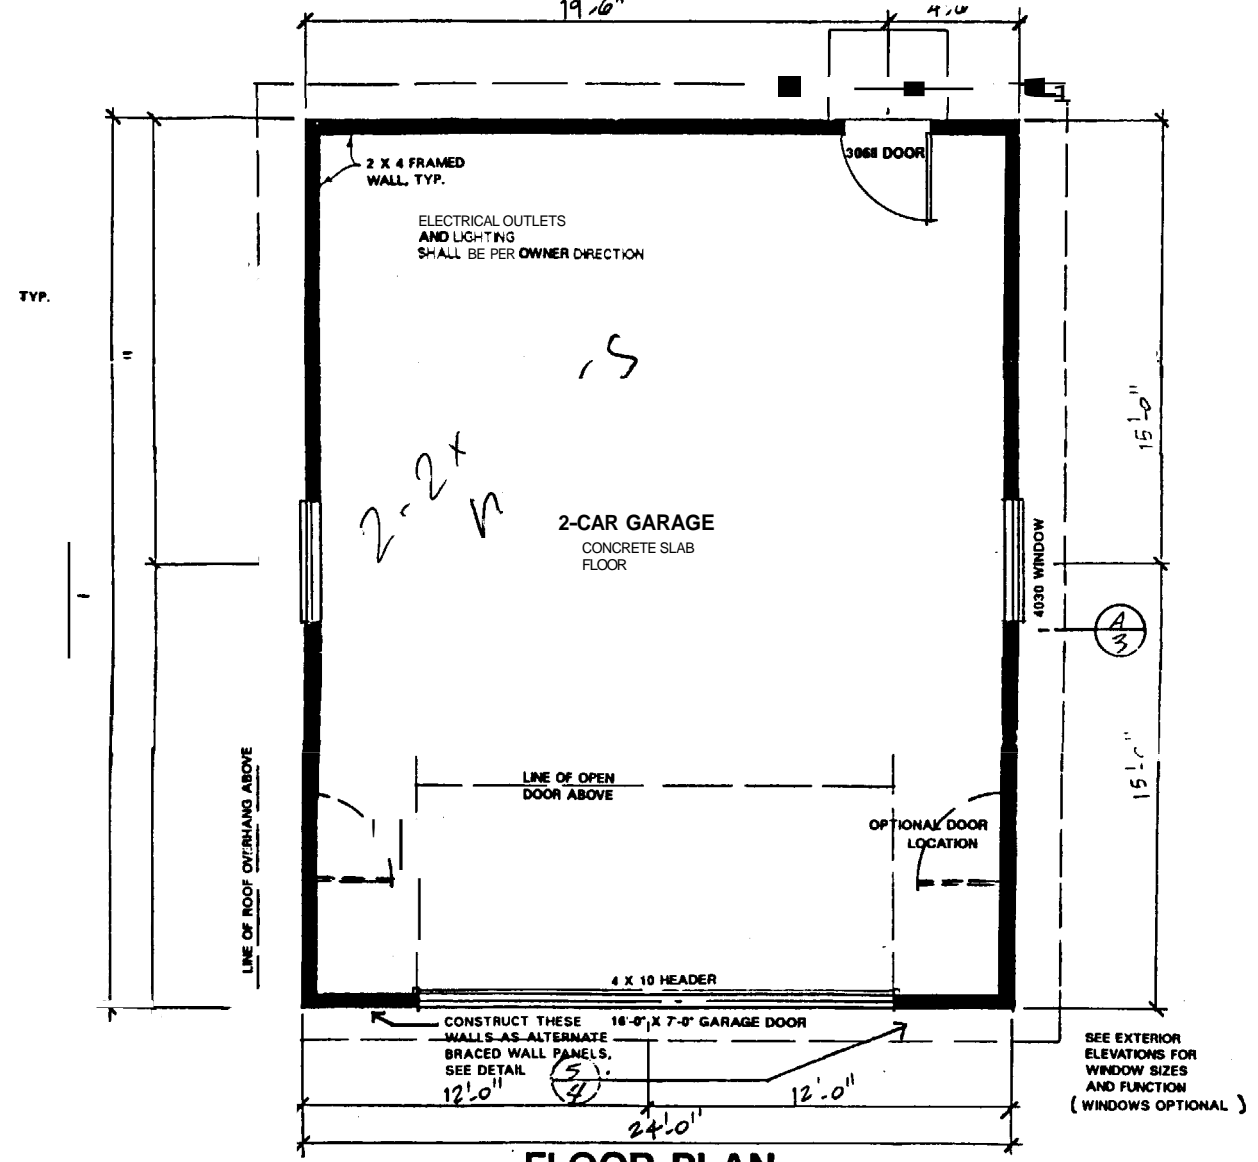 19'-6"
2 X 4 FRAMED
WALL, TYP.
3068 DOOR
ELECTRICAL OUTLETS
AND LIGHTING
SHALL BE PER OWNER DIRECTION
TYP.
15'-0"
2-CAR GARAGE
CONCRETE SLAB
FLOOR
4030 WINDOW
A
3
LINE OF ROOF OVERHANG ABOVE
LINE OF OPEN
DOOR ABOVE
OPTIONAL DOOR
LOCATION
4 X 10 HEADER
CONSTRUCT THESE
WALLS AS ALTERNATE
BRACED WALL PANELS,
SEE DETAIL
5
4
16'-0" X 7'-0" GARAGE DOOR
SEE EXTERIOR
ELEVATIONS FOR
WINDOW SIZES
AND FUNCTION
( WINDOWS OPTIONAL )
12'-0"
12'-0"
24'-0"
FLOOR PLAN